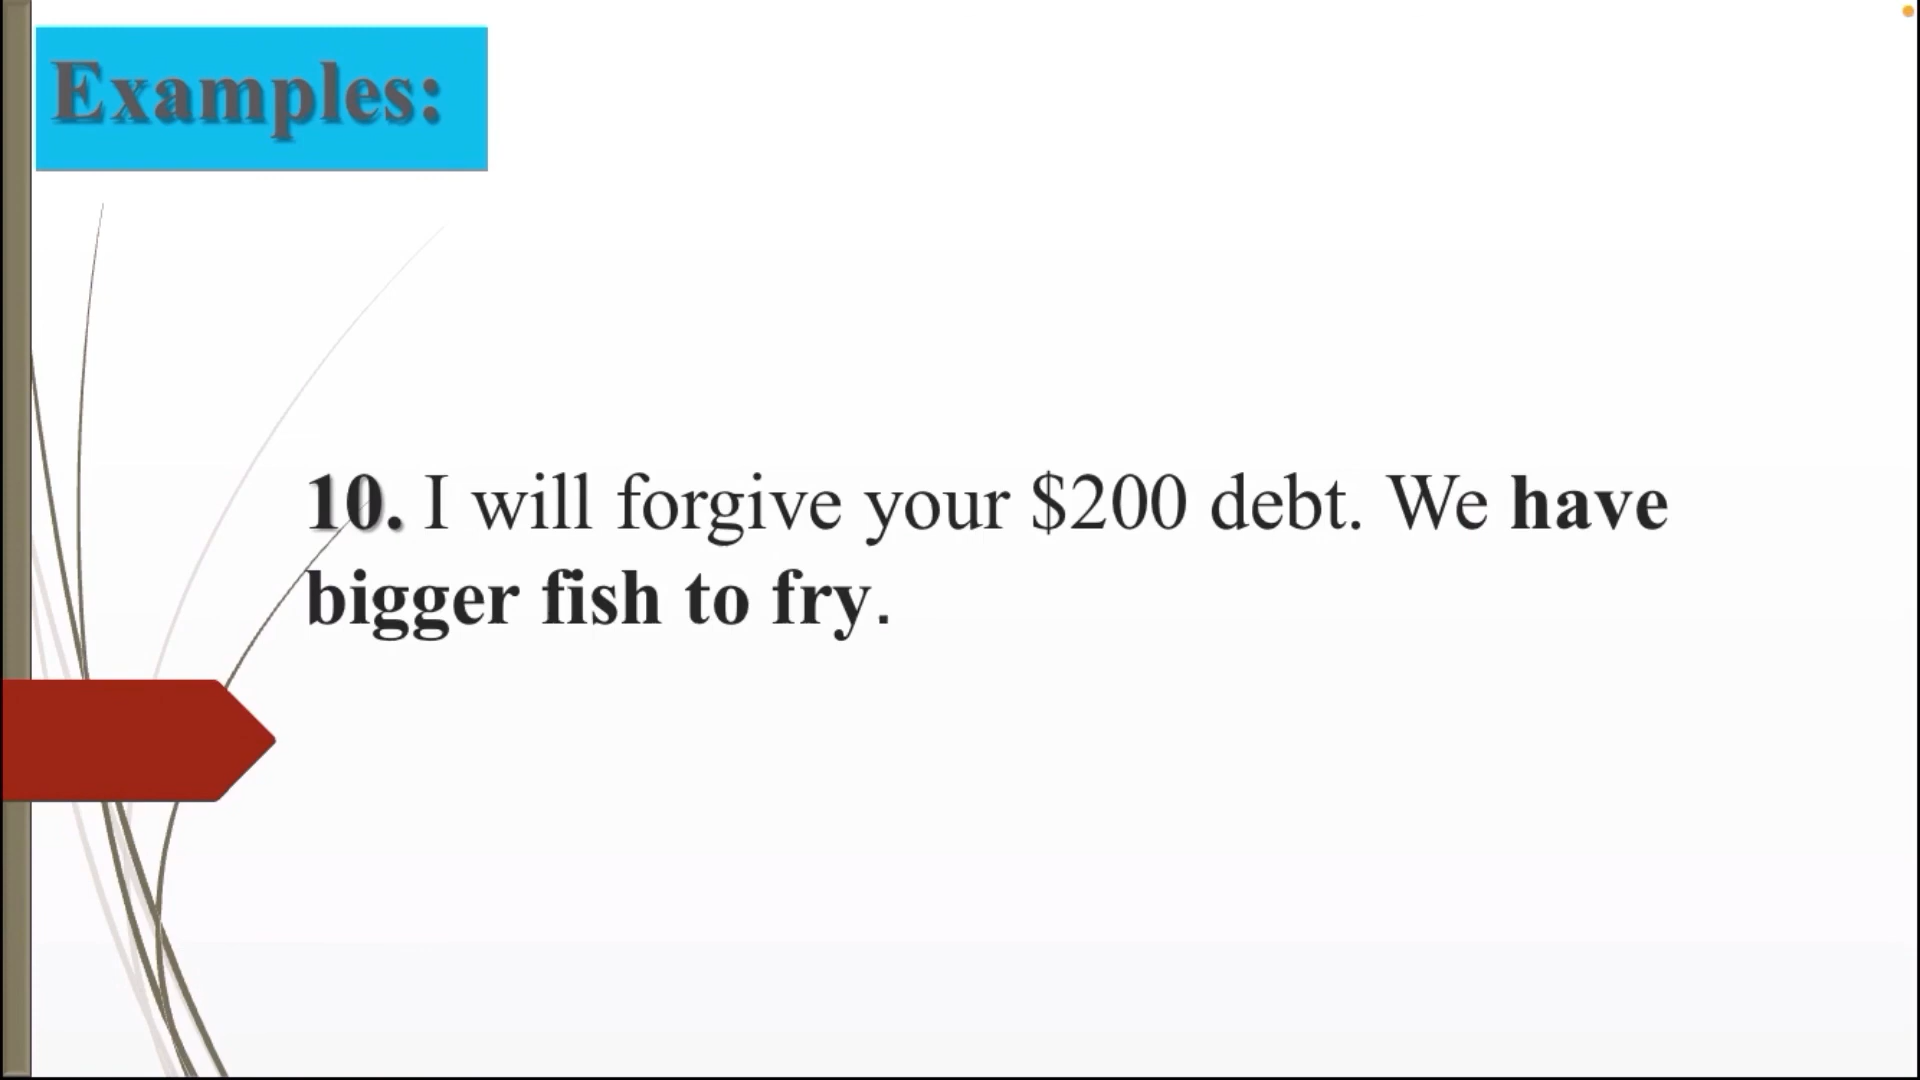 Examples:
10. I will forgive your $200 debt. We have
bigger fish to fry.